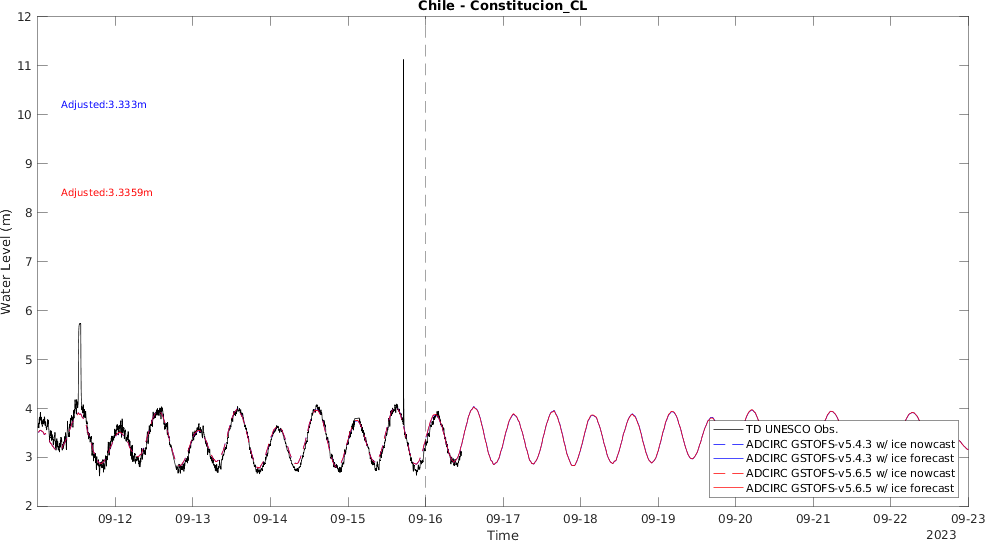 Chile - Constitucion_CL
12
11
10
9
8
7
6
5
4
3
2
Water Level (m)
Adjusted:3.333m
Adjusted:3.3359m
TD UNESCO Obs.
ADCIRC GSTOFS-v5.4.3 w/ ice nowcast
ADCIRC GSTOFS-v5.4.3 w/ ice forecast
ADCIRC GSTOFS-v5.6.5 w/ ice nowcast
ADCIRC GSTOFS-v5.6.5 w/ ice forecast
09-12 09-13 09-14 09-15 09-16 09-17 09-18 09-19 09-20 09-21 09-22 09-23
Time
2023